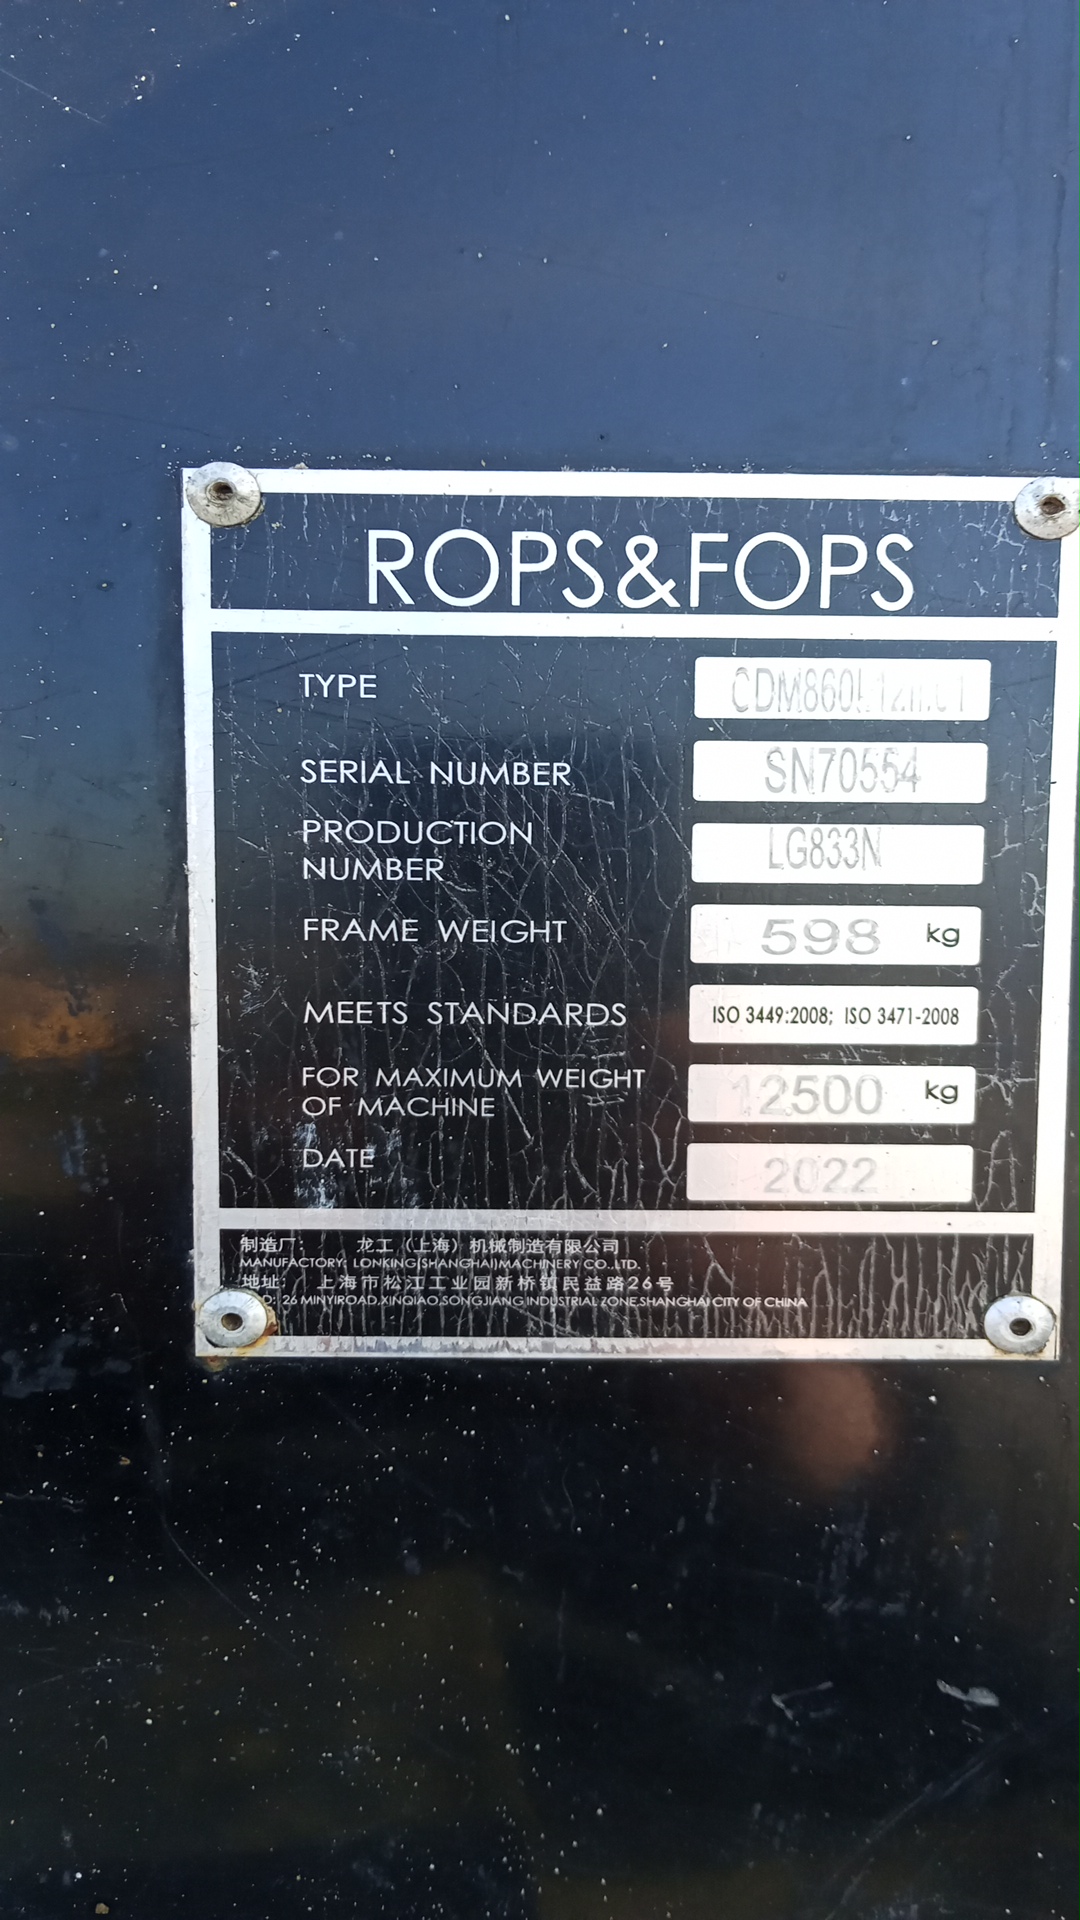 ROPS&FOPS
TYPE
SERIAL NUMBER SN70554
PRODUCTION LG833N
NUMBER
FRAME WEIGHT 598 kg
MEETS STANDARDS ISO 3449:2008; ISO 3471-2008
FOR MAXIMUM WEIGHT 12500 kg
OF MACHINE
DATE 2022
制造厂: 龙工（上海）机械制造有限公司
MANUFACTORY: LONKING(SHANGHAI)MACHINERY CO.,LTD.
地址: 上海市松江工业园新桥镇民益路26号
26 MINYIROAD,XINQIAO,SONGJIANG INDUSTRIAL ZONE,SHANGHAI CITY OF CHINA